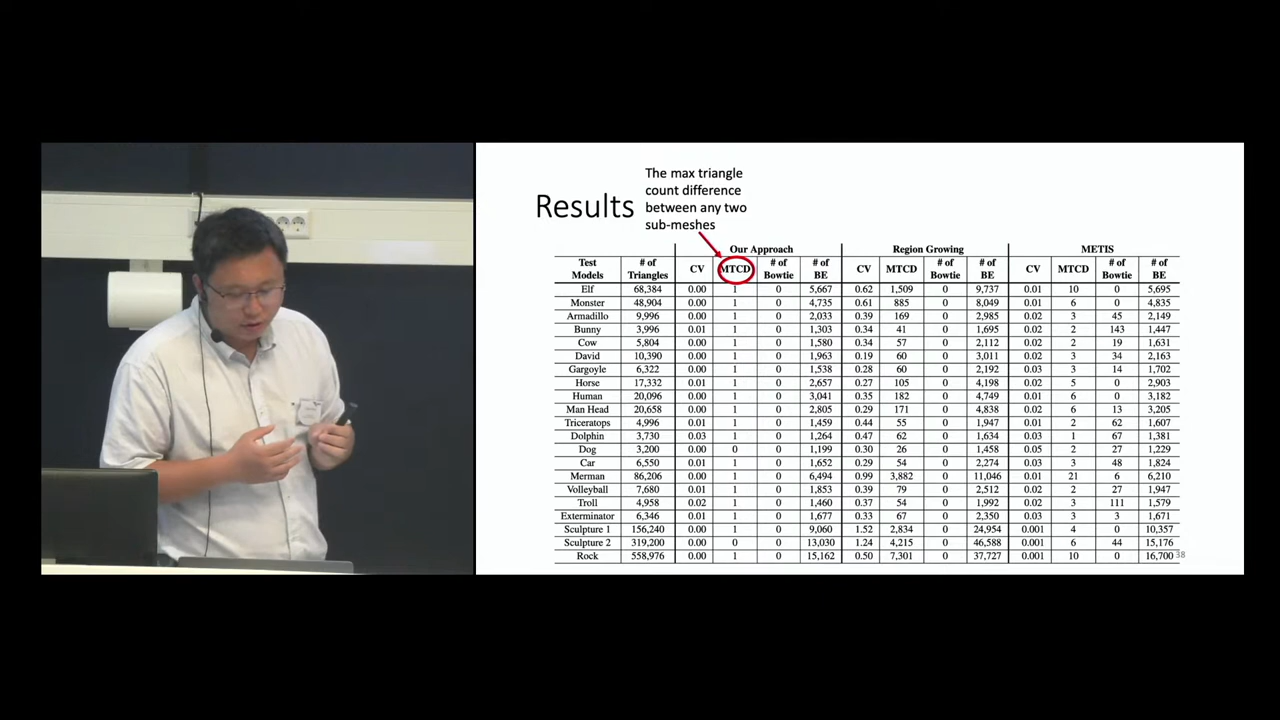 The max triangle
count difference
between any two
sub-meshes
Results
Our Approach Region Growing METIS
Test Models # of Triangles CV MTCD # of Bowtie # of BE CV MTCD # of Bowtie # of BE CV MTCD # of Bowtie # of BE
Elf 68,384 0.00 1 0 5,667 0.62 1,509 0 9,737 0.01 10 0 5,695
Monster 48,904 0.00 1 0 4,735 0.61 885 0 8,049 0.01 6 0 4,835
Armadillo 9,996 0.00 1 0 2,033 0.39 169 0 2,985 0.02 3 45 2,149
Bunny 3,996 0.01 1 0 1,303 0.34 41 0 1,695 0.02 2 143 1,447
Cow 5,804 0.00 1 0 1,580 0.34 57 0 2,112 0.02 2 19 1,631
David 10,390 0.00 1 0 1,963 0.19 60 0 3,011 0.02 3 34 2,163
Gargoyle 6,322 0.00 1 0 1,538 0.28 60 0 2,192 0.03 3 14 1,702
Horse 17,332 0.01 1 0 2,657 0.27 105 0 4,198 0.02 5 0 2,903
Human 20,096 0.00 1 0 3,041 0.35 182 0 4,749 0.01 6 0 3,182
Man Head 20,658 0.00 1 0 2,805 0.29 171 0 4,838 0.02 6 13 3,205
Triceratops 4,996 0.01 1 0 1,459 0.44 55 0 1,947 0.01 2 62 1,607
Dolphin 3,730 0.03 1 0 1,264 0.47 62 0 1,634 0.03 1 67 1,381
Dog 3,200 0.00 0 0 1,199 0.30 26 0 1,458 0.05 2 27 1,229
Car 6,550 0.01 1 0 1,652 0.29 54 0 2,274 0.03 3 48 1,824
Merman 86,206 0.00 1 0 6,494 0.99 3,882 0 11,046 0.01 21 6 6,210
Volleyball 7,680 0.01 1 0 1,853 0.39 79 0 2,512 0.02 2 27 1,947
Troll 4,958 0.02 1 0 1,460 0.37 54 0 1,992 0.02 3 111 1,579
Exterminator 6,346 0.01 1 0 1,677 0.33 67 0 2,350 0.03 3 3 1,671
Sculpture 1 156,240 0.00 1 0 9,060 1.52 2,834 0 24,954 0.001 4 0 10,357
Sculpture 2 319,200 0.00 0 0 13,030 1.24 4,215 0 46,588 0.001 6 44 15,176
Rock 558,976 0.00 1 0 15,162 0.50 7,301 0 37,727 0.001 10 0 16,700
38